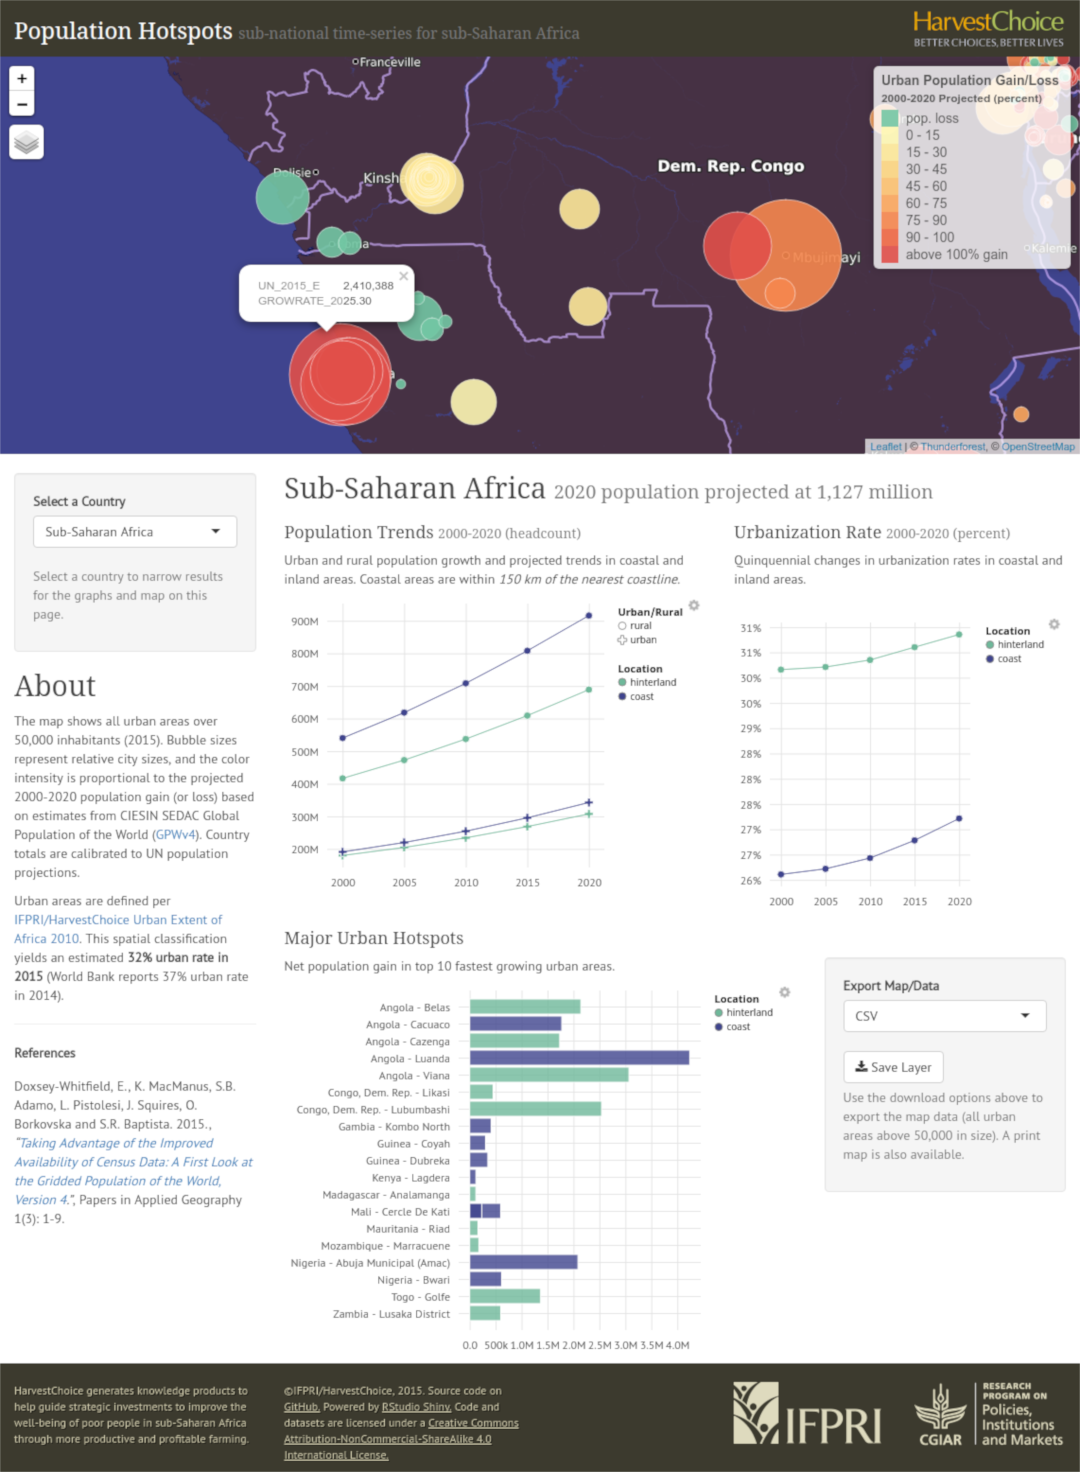 Population Hotspots sub-national time-series for sub-Saharan Africa
HarvestChoice
BETTER CHOICES, BETTER LIVES
+
−
Franceville
Dolisie
Kinsh
Dem. Rep. Congo
Mbujimayi
Kalemie
UN_2015_E 2,410,388
GROWRATE_2025.30
×
Urban Population Gain/Loss
2000-2020 Projected (percent)
pop. loss
0 - 15
15 - 30
30 - 45
45 - 60
60 - 75
75 - 90
90 - 100
above 100% gain
Leaflet | © Thunderforest, © OpenStreetMap
Select a Country
Sub-Saharan Africa
Select a country to narrow results
for the graphs and map on this
page.
About
The map shows all urban areas over
50,000 inhabitants (2015). Bubble sizes
represent relative city sizes, and the color
intensity is proportional to the projected
2000-2020 population gain (or loss) based
on estimates from CIESIN SEDAC Global
Population of the World (GPWv4). Country
totals are calibrated to UN population
projections.
Urban areas are defined per
IFPRI/HarvestChoice Urban Extent of
Africa 2010. This spatial classification
yields an estimated 32% urban rate in
2015 (World Bank reports 37% urban rate
in 2014).
References
Doxsey-Whitfield, E., K. MacManus, S.B.
Adamo, L. Pistolesi, J. Squires, O.
Borkovska and S.R. Baptista. 2015.,
"Taking Advantage of the Improved
Availability of Census Data: A First Look at
the Gridded Population of the World,
Version 4.", Papers in Applied Geography
1(3): 1-9.
Sub-Saharan Africa 2020 population projected at 1,127 million
Population Trends 2000-2020 (headcount)
Urban and rural population growth and projected trends in coastal and
inland areas. Coastal areas are within 150 km of the nearest coastline.
900M
800M
700M
600M
500M
400M
300M
200M
2000 2005 2010 2015 2020
Urban/Rural
rural
urban
Location
hinterland
coast
Urbanization Rate 2000-2020 (percent)
Quinquennial changes in urbanization rates in coastal and
inland areas.
31%
31%
30%
30%
29%
28%
28%
28%
27%
27%
26%
2000 2005 2010 2015 2020
Location
hinterland
coast
Major Urban Hotspots
Net population gain in top 10 fastest growing urban areas.
Angola - Belas
Angola - Cacuaco
Angola - Cazenga
Angola - Luanda
Angola - Viana
Congo, Dem. Rep. - Likasi
Congo, Dem. Rep. - Lubumbashi
Gambia - Kombo North
Guinea - Coyah
Guinea - Dubreka
Kenya - Lagdera
Madagascar - Analamanga
Mali - Cercle De Kati
Mauritania - Riad
Mozambique - Marracuene
Nigeria - Abuja Municipal (Amac)
Nigeria - Bwari
Togo - Golfe
Zambia - Lusaka District
0.0 500k 1.0M 1.5M 2.0M 2.5M 3.0M 3.5M 4.0M
Location
hinterland
coast
Export Map/Data
CSV
Save Layer
Use the download options above to
export the map data (all urban
areas above 50,000 in size). A print
map is also available.
HarvestChoice generates knowledge products to
help guide strategic investments to improve the
well-being of poor people in sub-Saharan Africa
through more productive and profitable farming.
©IFPRI/HarvestChoice, 2015. Source code on
GitHub. Powered by RStudio Shiny. Code and
datasets are licensed under a Creative Commons
Attribution-NonCommercial-ShareAlike 4.0
International License.
IFPRI
CGIAR
RESEARCH
PROGRAM ON
Policies,
Institutions
and Markets